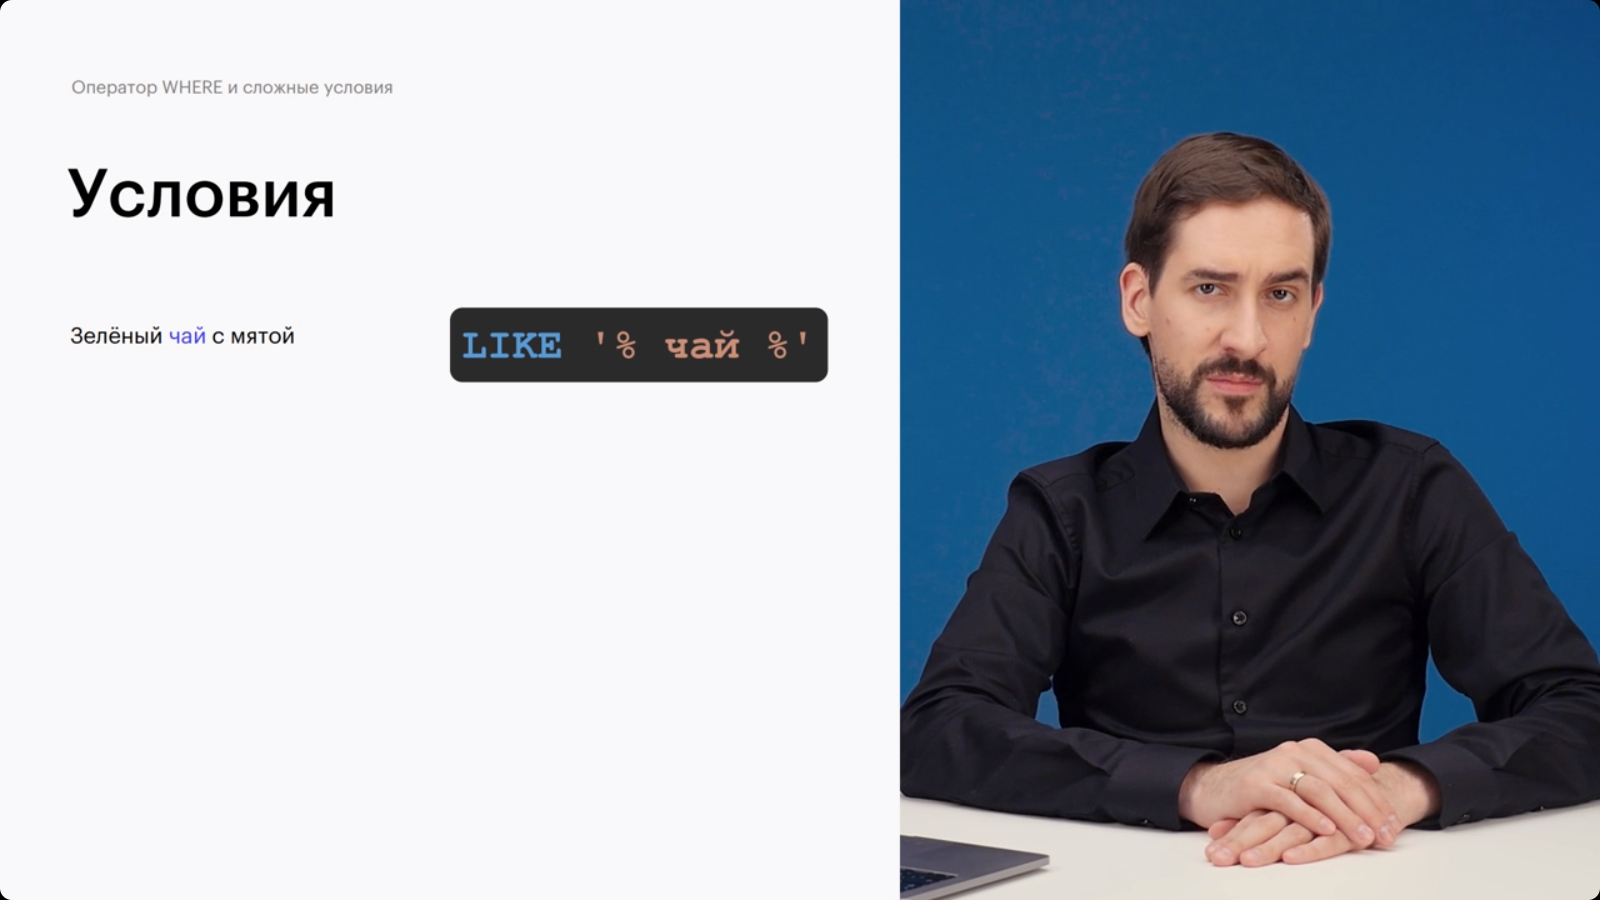 Оператор WHERE и сложные условия
Условия
Зелёный чай с мятой
LIKE '% чай %'